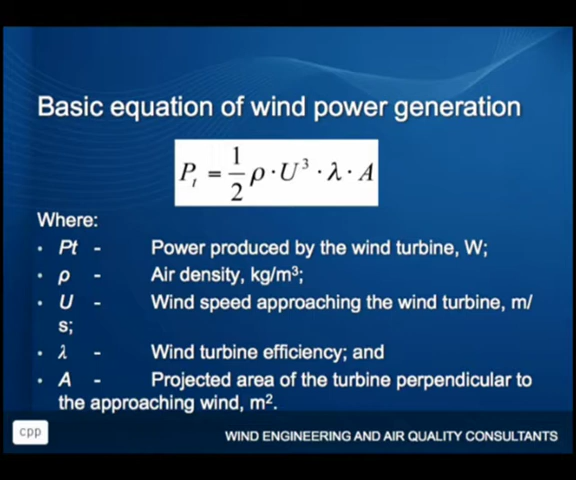 Basic equation of wind power generation
P_t = 1/2 ρ · U³ · λ · A
Where:
• Pt - Power produced by the wind turbine, W;
• ρ - Air density, kg/m³;
• U - Wind speed approaching the wind turbine, m/
s;
• λ - Wind turbine efficiency; and
• A - Projected area of the turbine perpendicular to
the approaching wind, m².
cpp
WIND ENGINEERING AND AIR QUALITY CONSULTANTS